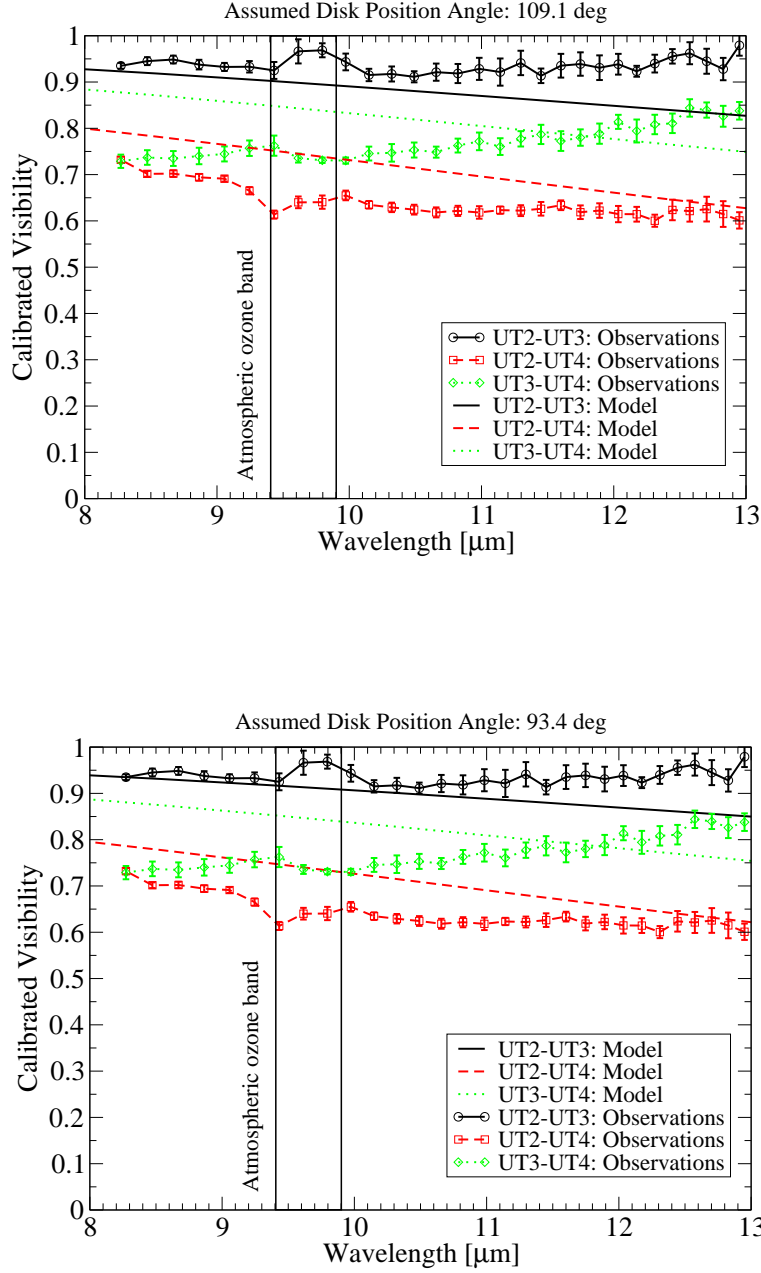 Assumed Disk Position Angle: 109.1 deg
1
0.9
0.8
0.7
0.6
0.5
0.4
0.3
0.2
0.1
0
Calibrated Visibility
Atmospheric ozone band
UT2-UT3: Observations
UT2-UT4: Observations
UT3-UT4: Observations
UT2-UT3: Model
UT2-UT4: Model
UT3-UT4: Model
8 9 10 11 12 13
Wavelength [μm]
Assumed Disk Position Angle: 93.4 deg
1
0.9
0.8
0.7
0.6
0.5
0.4
0.3
0.2
0.1
0
Calibrated Visibility
Atmospheric ozone band
UT2-UT3: Model
UT2-UT4: Model
UT3-UT4: Model
UT2-UT3: Observations
UT2-UT4: Observations
UT3-UT4: Observations
8 9 10 11 12 13
Wavelength [μm]